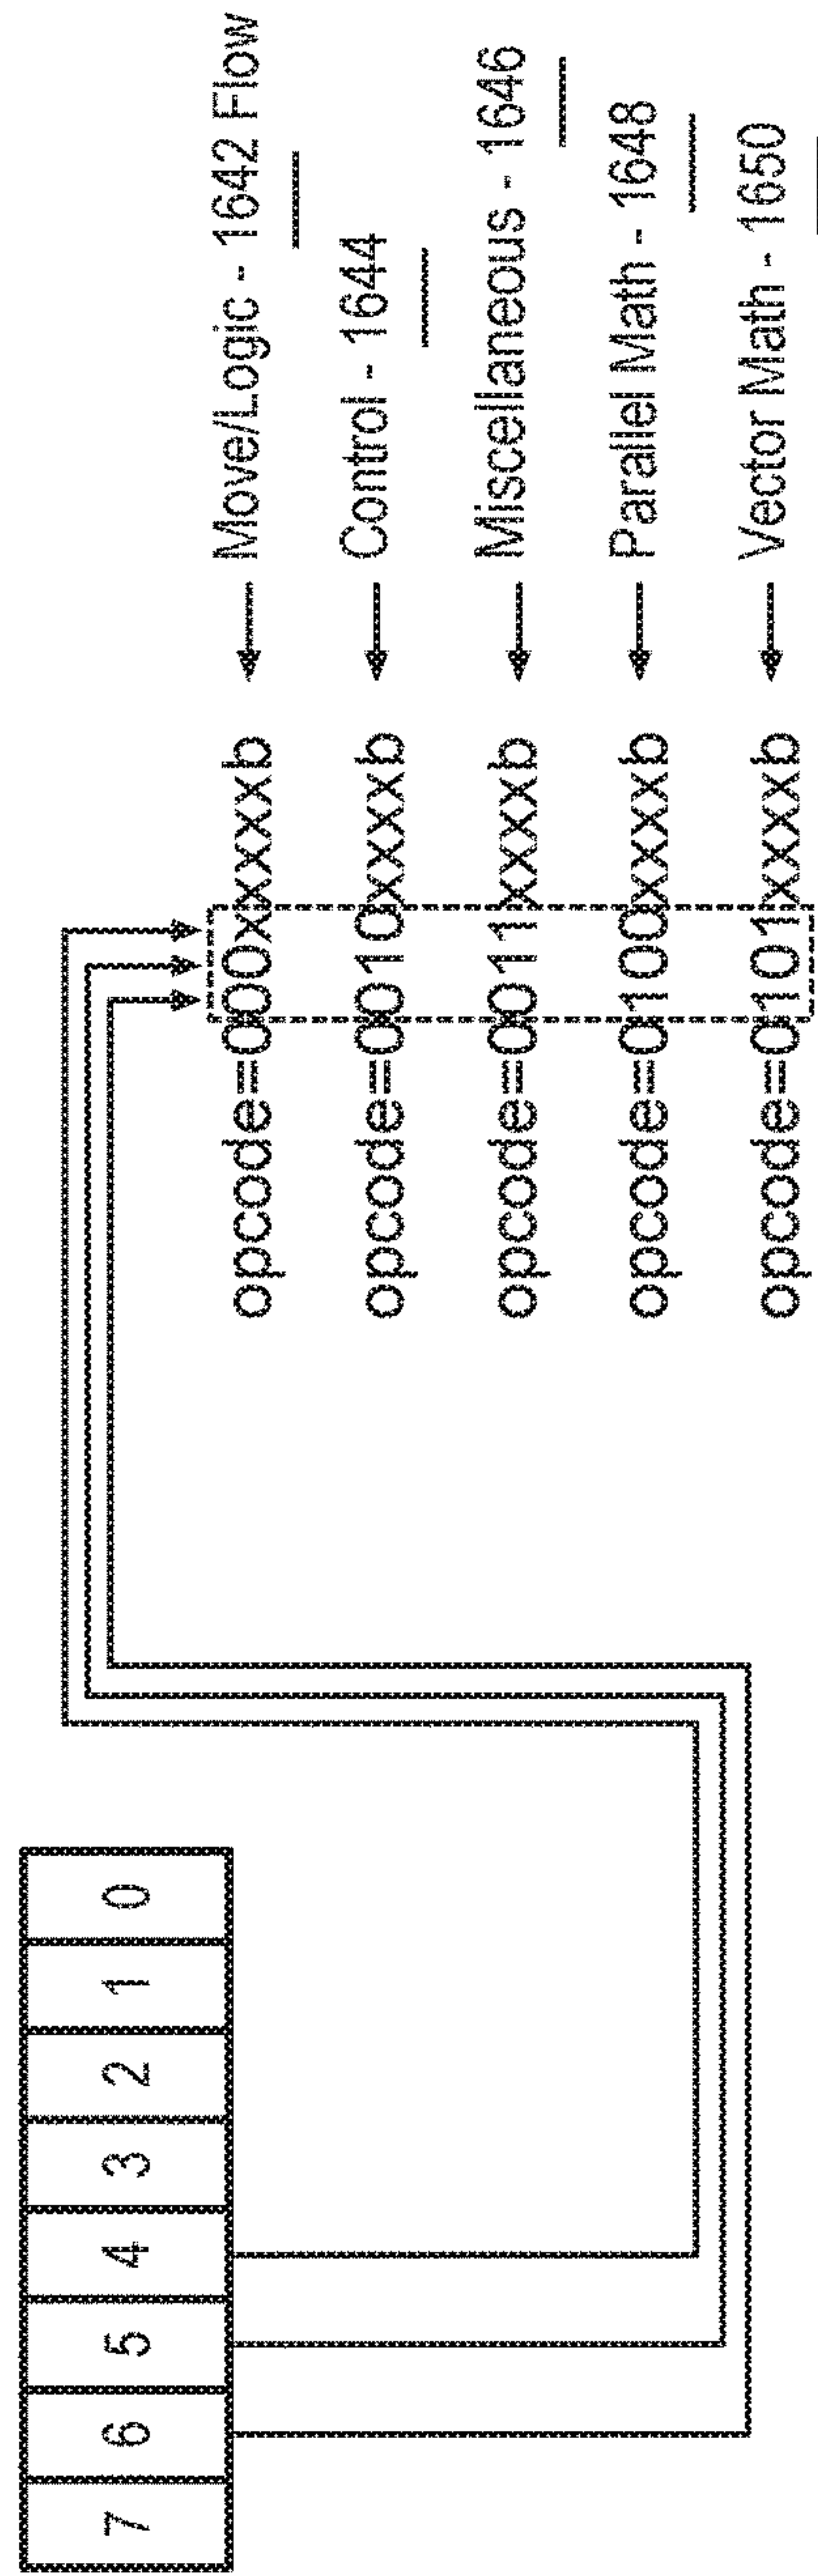 7 6 5 4 3 2 1 0
opcode=000xxxxxb ← Move/Logic - 1642 Flow
opcode=0010xxxxb ← Control - 1644
opcode=0011xxxxb ← Miscellaneous - 1646
opcode=0100xxxxb ← Parallel Math - 1648
opcode=0101xxxxb ← Vector Math - 1650